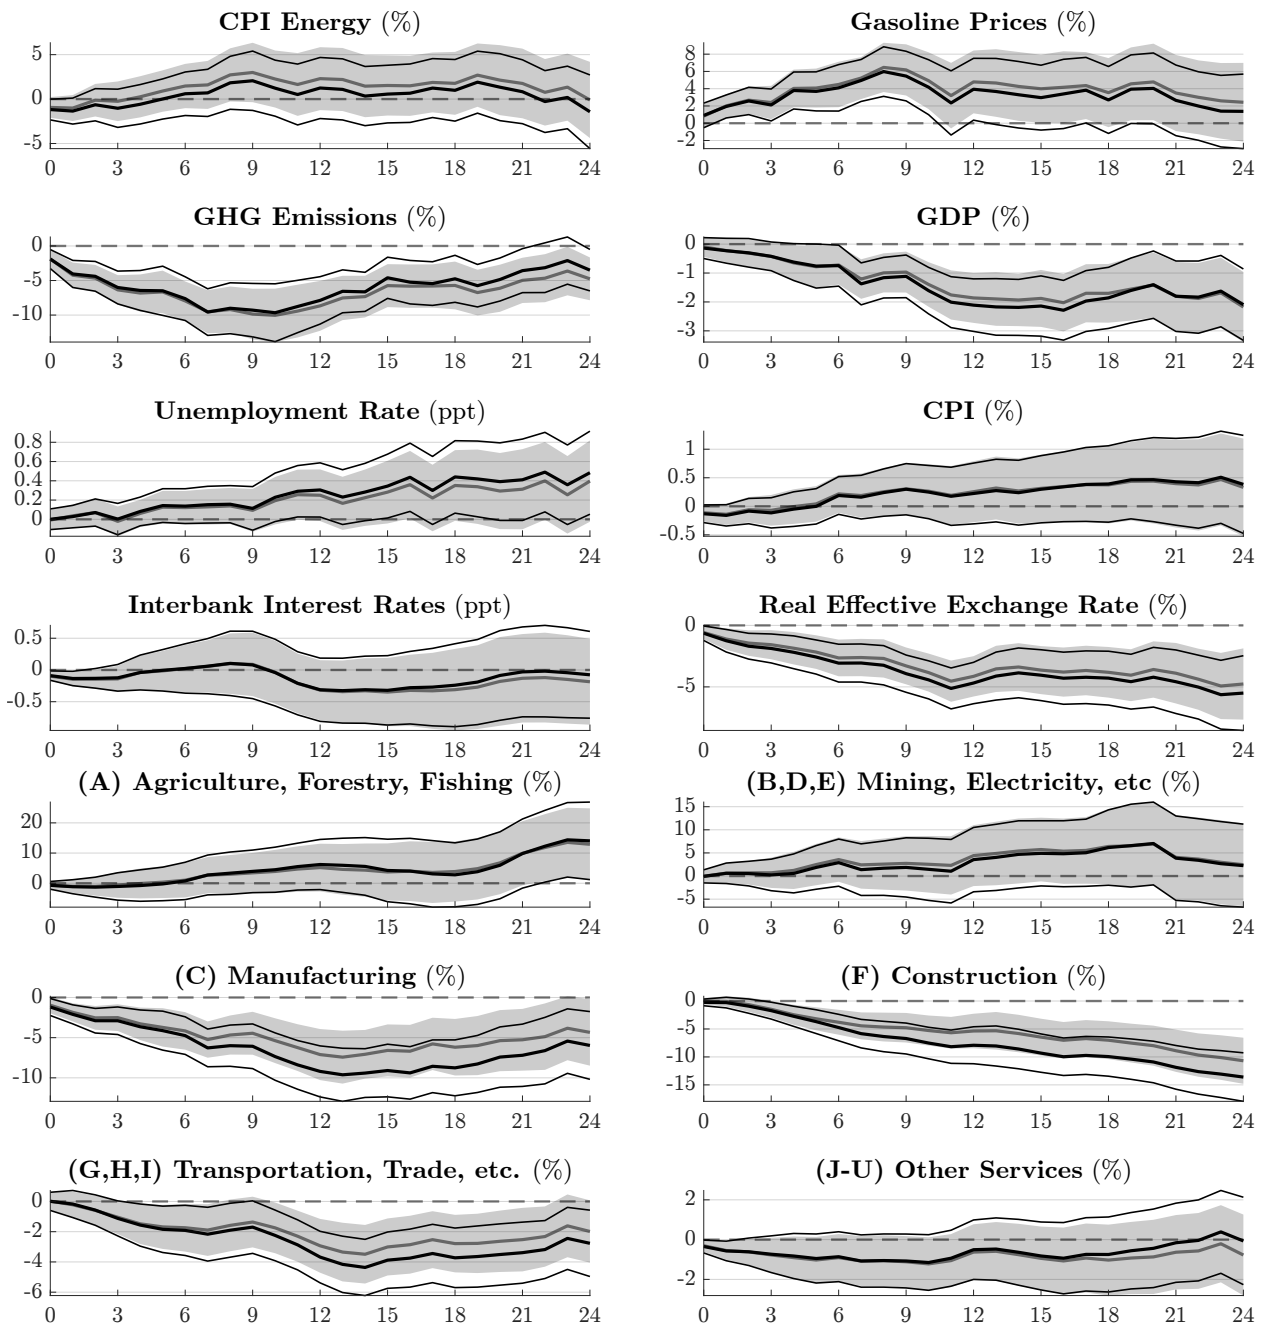 CPI Energy (%)
5
0
-5
0 3 6 9 12 15 18 21 24
Gasoline Prices (%)
8
6
4
2
0
-2
0 3 6 9 12 15 18 21 24
GHG Emissions (%)
0
-5
-10
0 3 6 9 12 15 18 21 24
GDP (%)
0
-1
-2
-3
0 3 6 9 12 15 18 21 24
Unemployment Rate (ppt)
0.8
0.6
0.4
0.2
0
0 3 6 9 12 15 18 21 24
CPI (%)
1
0.5
0
-0.5
0 3 6 9 12 15 18 21 24
Interbank Interest Rates (ppt)
0.5
0
-0.5
0 3 6 9 12 15 18 21 24
Real Effective Exchange Rate (%)
0
-5
0 3 6 9 12 15 18 21 24
(A) Agriculture, Forestry, Fishing (%)
20
10
0
0 3 6 9 12 15 18 21 24
(B,D,E) Mining, Electricity, etc (%)
15
10
5
0
-5
0 3 6 9 12 15 18 21 24
(C) Manufacturing (%)
0
-5
-10
0 3 6 9 12 15 18 21 24
(F) Construction (%)
0
-5
-10
-15
0 3 6 9 12 15 18 21 24
(G,H,I) Transportation, Trade, etc. (%)
0
-2
-4
-6
0 3 6 9 12 15 18 21 24
(J-U) Other Services (%)
2
0
-2
0 3 6 9 12 15 18 21 24